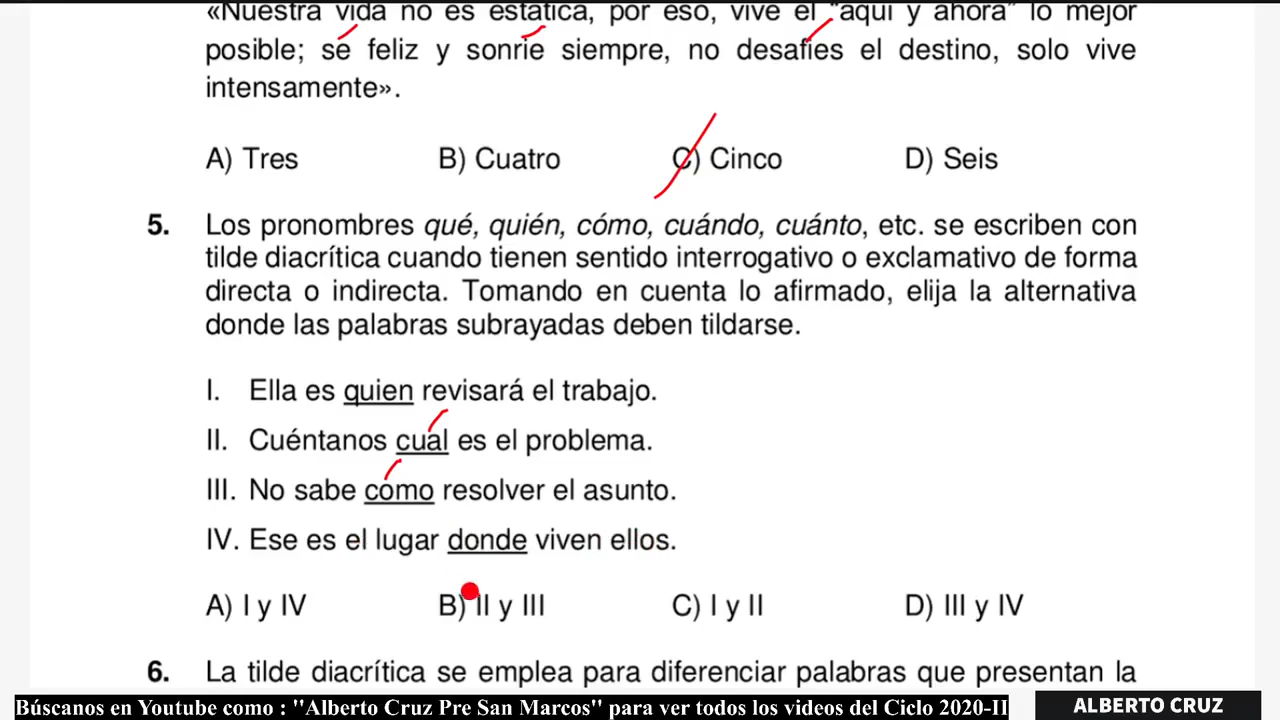 «Nuestra vida no es estática, por eso, vive el "aquí y ahora" lo mejor
posible; se feliz y sonrie siempre, no desafies el destino, solo vive
intensamente».
A) Tres B) Cuatro C) Cinco D) Seis
5. Los pronombres qué, quién, cómo, cuándo, cuánto, etc. se escriben con
tilde diacrítica cuando tienen sentido interrogativo o exclamativo de forma
directa o indirecta. Tomando en cuenta lo afirmado, elija la alternativa
donde las palabras subrayadas deben tildarse.
I. Ella es quien revisará el trabajo.
II. Cuéntanos cual es el problema.
III. No sabe como resolver el asunto.
IV. Ese es el lugar donde viven ellos.
A) I y IV B) II y III C) I y II D) III y IV
6. La tilde diacrítica se emplea para diferenciar palabras que presentan la
Búscanos en Youtube como : "Alberto Cruz Pre San Marcos" para ver todos los videos del Ciclo 2020-II
ALBERTO CRUZ